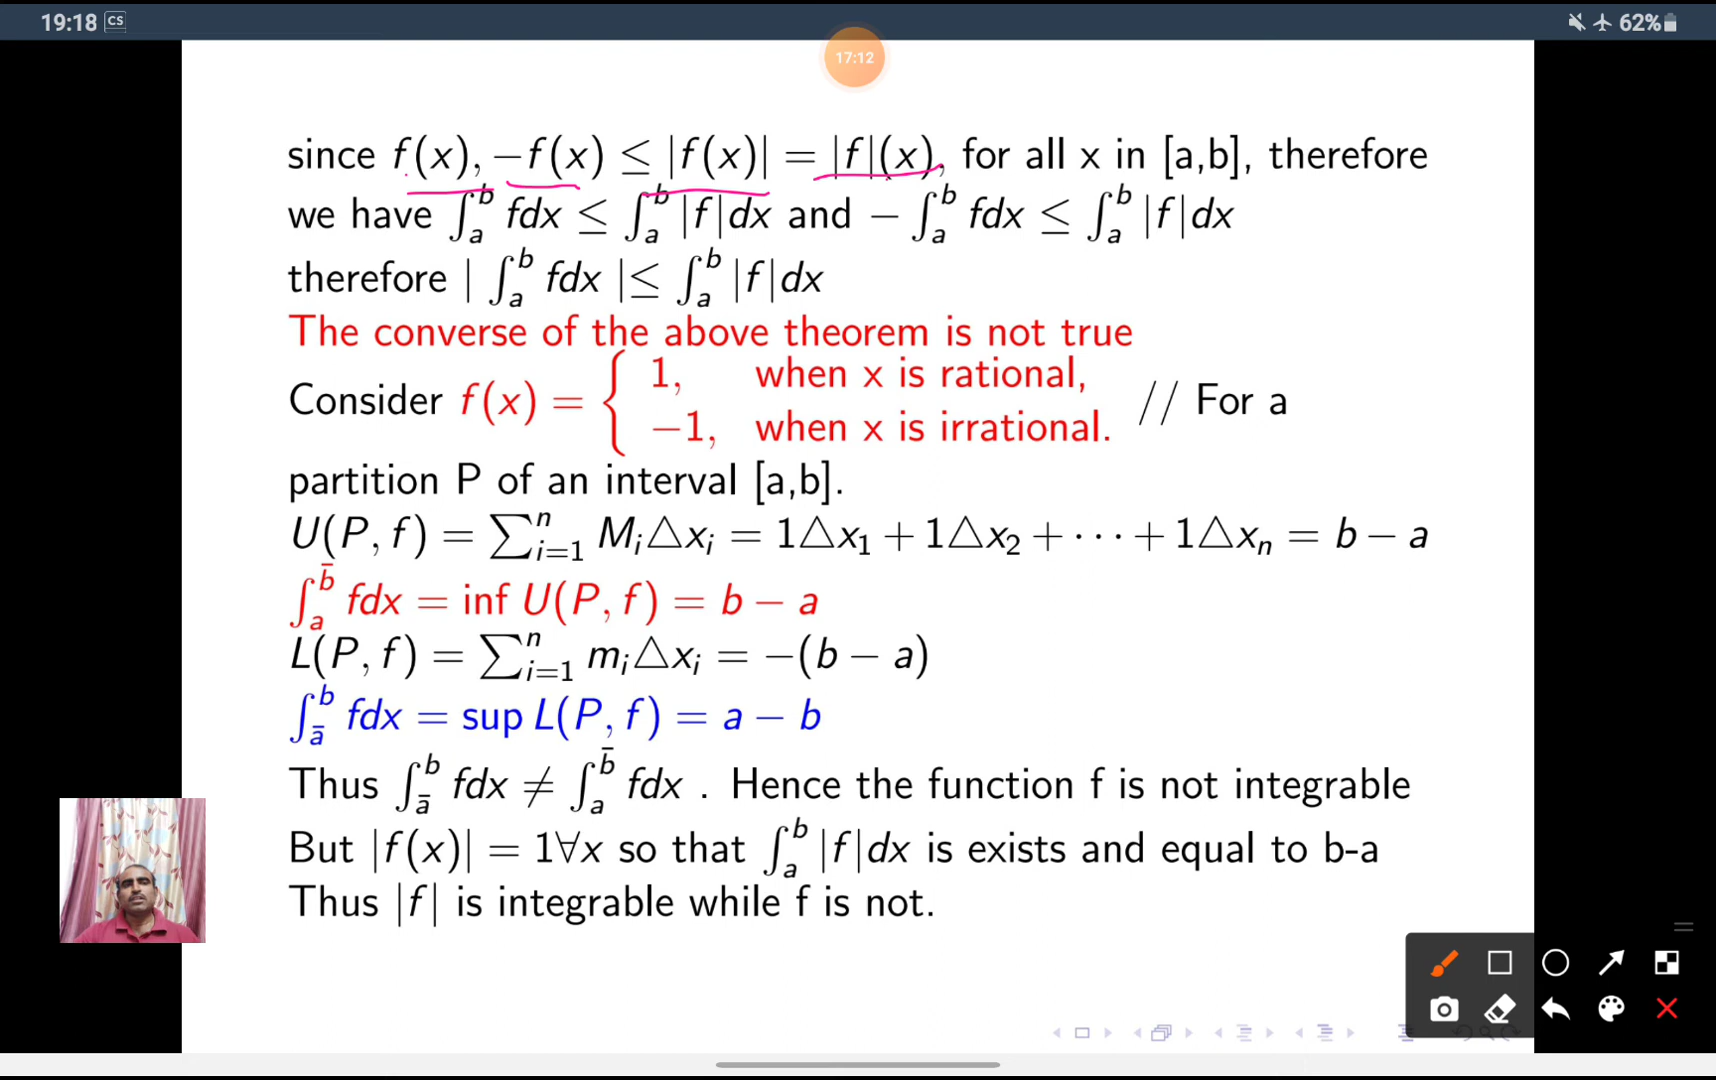 19:18 CS 62%
17:12
since f(x), −f(x) ≤ |f(x)| = |f|(x), for all x in [a,b], therefore
we have ∫_a^b fdx ≤ ∫_a^b |f|dx and − ∫_a^b fdx ≤ ∫_a^b |f|dx
therefore | ∫_a^b fdx |≤ ∫_a^b |f|dx
The converse of the above theorem is not true
Consider f(x) = { 1, when x is rational, −1, when x is irrational. // For a
partition P of an interval [a,b].
U(P, f) = ∑_{i=1}^n M_i△x_i = 1△x_1 + 1△x_2 + · · · + 1△x_n = b − a
∫_a^b̄ fdx = inf U(P, f) = b − a
L(P, f) = ∑_{i=1}^n m_i△x_i = −(b − a)
∫_ā^b fdx = sup L(P, f) = a − b
Thus ∫_ā^b fdx ≠ ∫_a^b̄ fdx . Hence the function f is not integrable
But |f(x)| = 1∀x so that ∫_a^b |f|dx is exists and equal to b-a
Thus |f| is integrable while f is not.